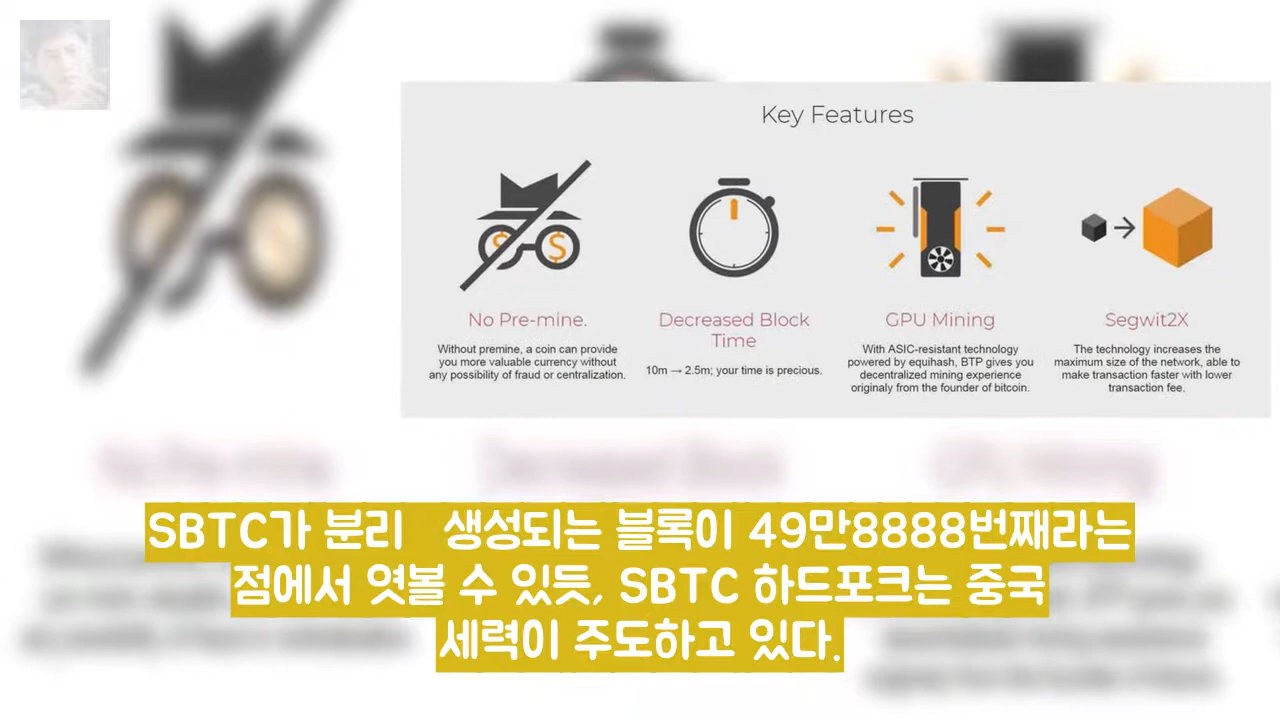 Key Features
No Pre-mine.
Without premine, a coin can provide
you more valuable currency without
any possibility of fraud or centralization.
Decreased Block
Time
10m → 2.5m; your time is precious.
GPU Mining
With ASIC-resistant technology
powered by equihash, BTP gives you
decentralized mining experience
originaly from the founder of bitcoin.
Segwit2X
The technology increases the
maximum size of the network, able to
make transaction faster with lower
transaction fee.
SBTC가 분리 생성되는 블록이 49만8888번째라는
점에서 엿볼 수 있듯, SBTC 하드포크는 중국
세력이 주도하고 있다.